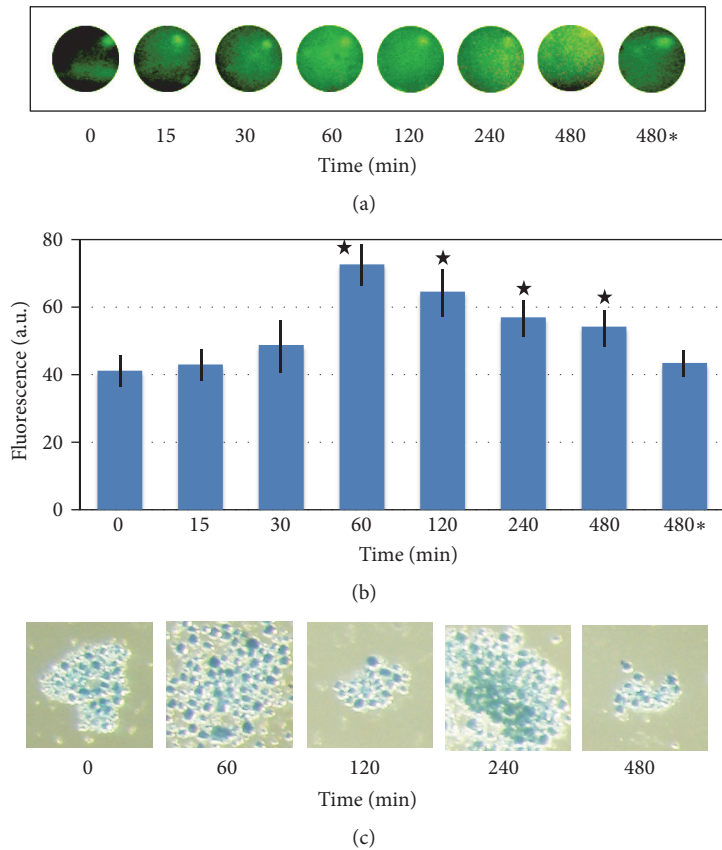 0 15 30 60 120 240 480 480*
Time (min)
(a)
80
60
40
20
0
Fluorescence (a.u.)
★ ★ ★ ★
0 15 30 60 120 240 480 480*
Time (min)
(b)
0 60 120 240 480
Time (min)
(c)